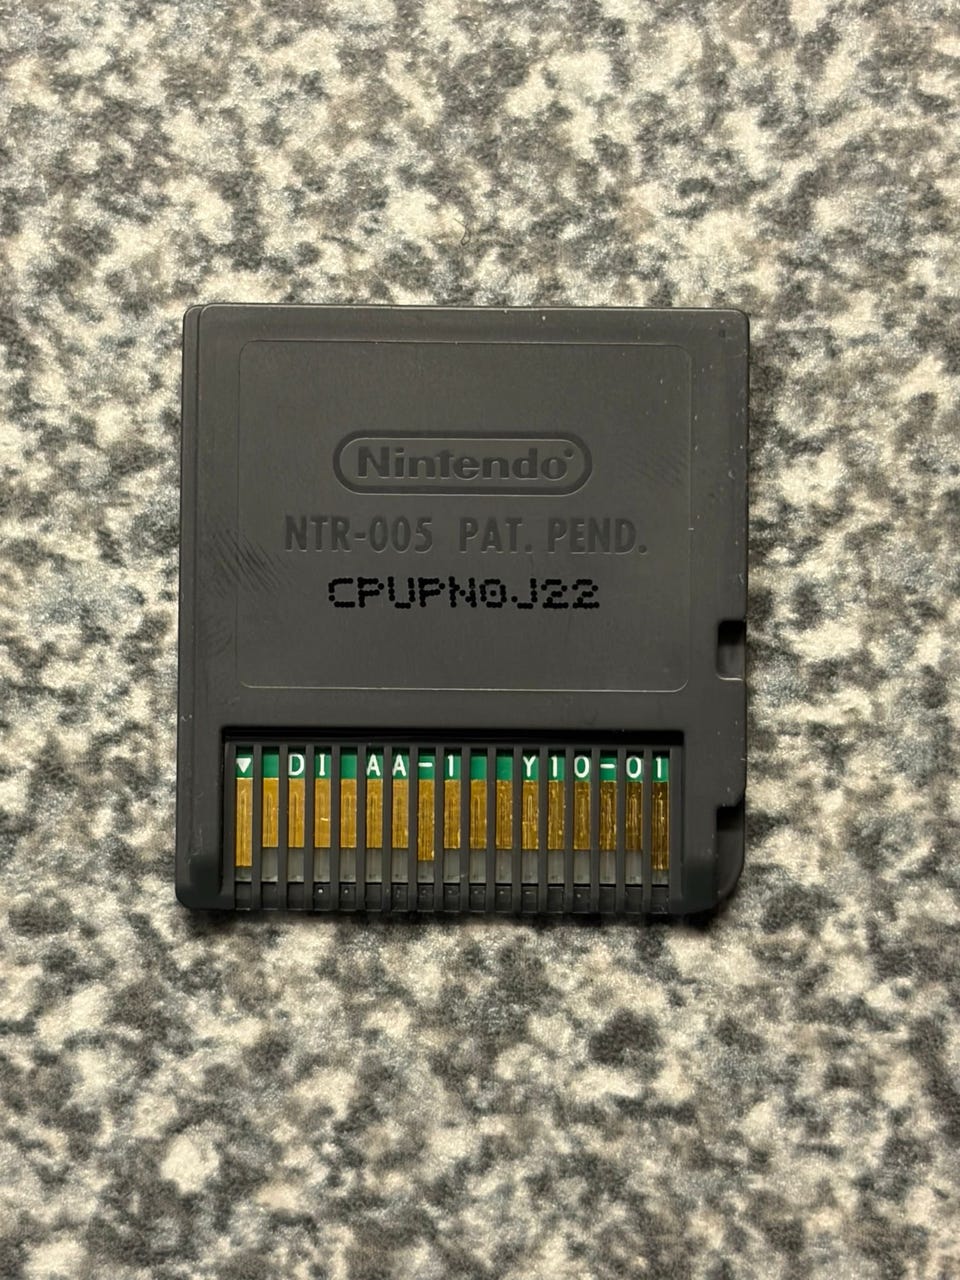 Nintendo
NTR-005 PAT. PEND.
CPUPN0J22
▼ DI AA-1 Y10-01